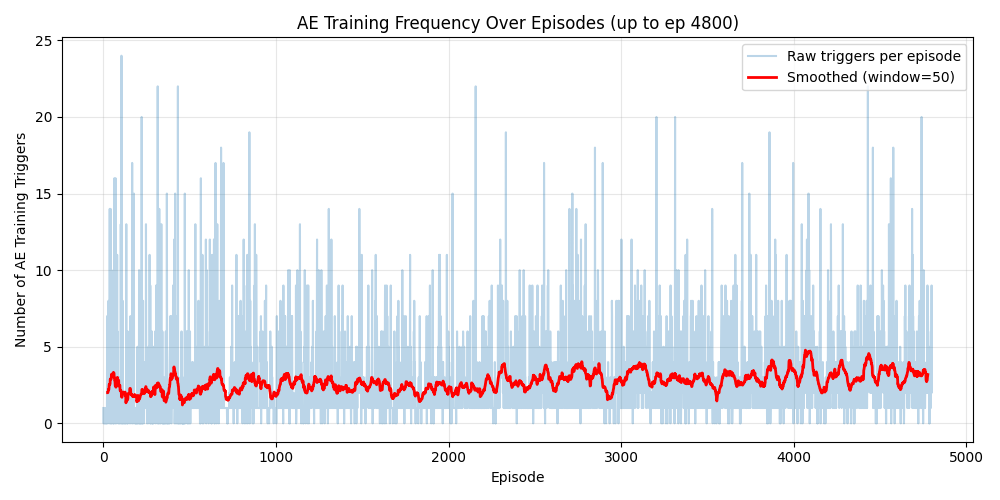 AE Training Frequency Over Episodes (up to ep 4800)
Raw triggers per episode
Smoothed (window=50)
Number of AE Training Triggers
25
20
15
10
5
0
0 1000 2000 3000 4000 5000
Episode